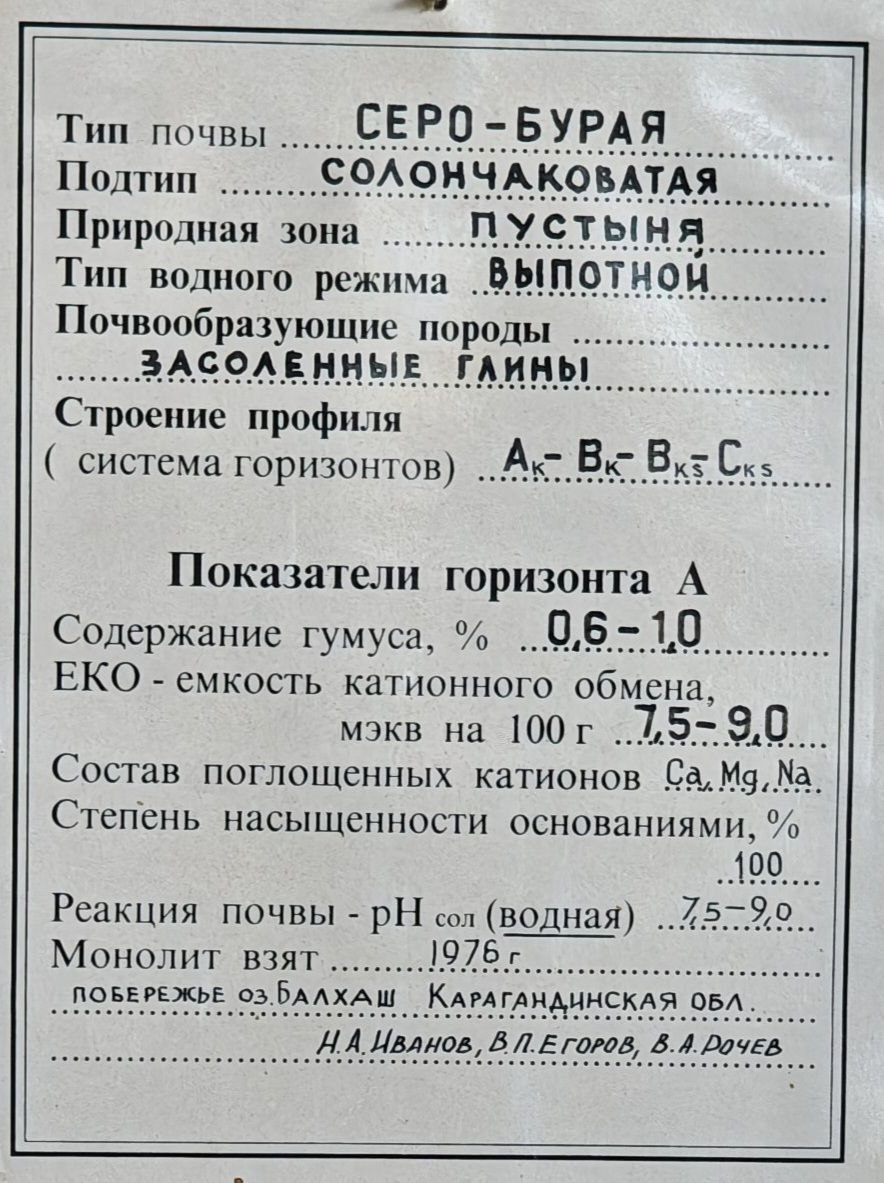 Тип почвы ..... СЕРО-БУРАЯ
Подтип ........ СОЛОНЧАКОВАТАЯ
Природная зона ...... ПУСТЫНЯ
Тип водного режима . ВЫПОТНОЙ
Почвообразующие породы
ЗАСОЛЕННЫЕ ГЛИНЫ
Строение профиля
( система горизонтов) Aк- Bк- Bкs- Cкs
Показатели горизонта А
Содержание гумуса, % 0,6-1,0
ЕКО - емкость катионного обмена,
мэкв на 100 г 7,5-9,0
Состав поглощенных катионов Ca, Mg, Na
Степень насыщенности основаниями, %
100
Реакция почвы - pH сол (водная) 7,5-9,0
Монолит взят ....... 1976 г
ПОБЕРЕЖЬЕ ОЗ. БАЛХАШ КАРАГАНДИНСКАЯ ОБЛ.
Н.А. ИВАНОВ, В.П. ЕГОРОВ, В.А. РОЧЕВ